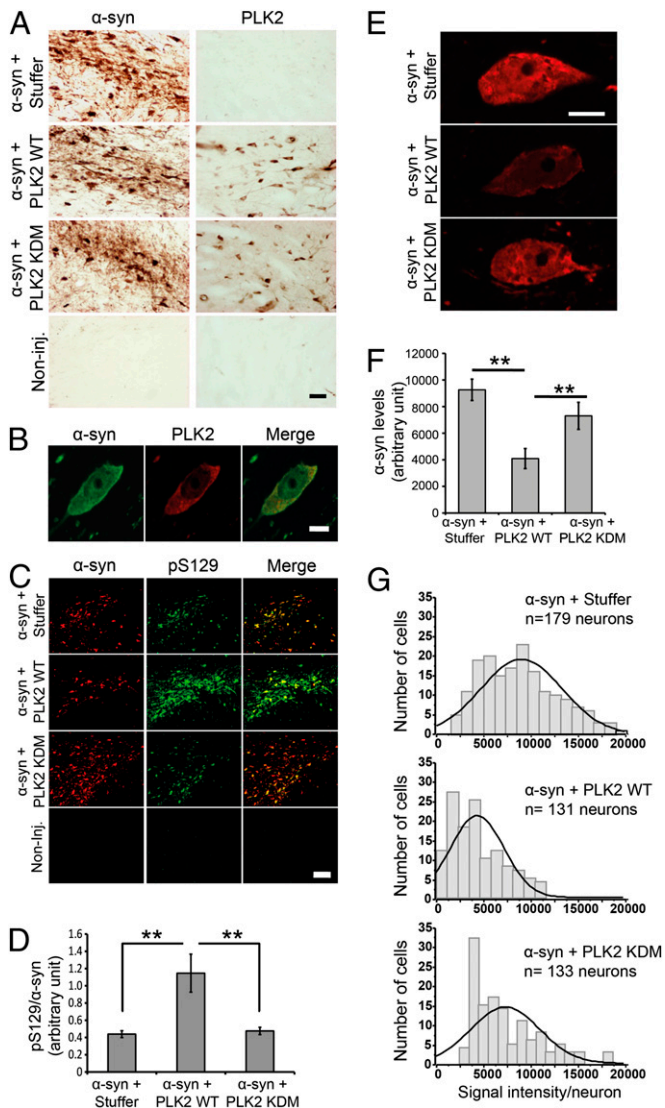 A
α-syn
PLK2
α-syn +
Stuffer
α-syn +
PLK2 WT
α-syn +
PLK2 KDM
Non-inj.
B
α-syn
PLK2
Merge
C
α-syn
pS129
Merge
α-syn +
Stuffer
α-syn +
PLK2 WT
α-syn +
PLK2 KDM
Non-Inj.
D
pS129/α-syn
(arbitrary unit)
1.6
1.4
1.2
1.0
0.8
0.6
0.4
0.2
0
**
**
α-syn +
Stuffer
α-syn +
PLK2 WT
α-syn +
PLK2 KDM
E
α-syn +
Stuffer
α-syn +
PLK2 WT
α-syn +
PLK2 KDM
F
α-syn levels
(arbitrary unit)
12000
10000
8000
6000
4000
2000
0
**
**
α-syn +
Stuffer
α-syn +
PLK2 WT
α-syn +
PLK2 KDM
G
Number of cells
35
30
25
20
15
10
5
0
α-syn + Stuffer
n=179 neurons
0 5000 10000 15000 20000
Number of cells
35
30
25
20
15
10
5
0
α-syn + PLK2 WT
n= 131 neurons
0 5000 10000 15000 20000
Number of cells
35
30
25
20
15
10
5
0
α-syn + PLK2 KDM
n= 133 neurons
0 5000 10000 15000 20000
Signal intensity/neuron